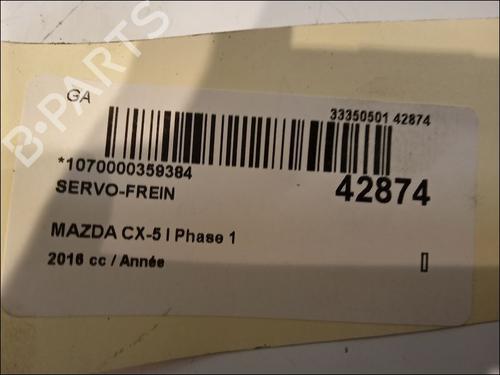 GA
33350501 42874
*1070000359384
SERVO-FREIN
42874
MAZDA CX-5 I Phase 1
2016 cc / Année
B-PARTS